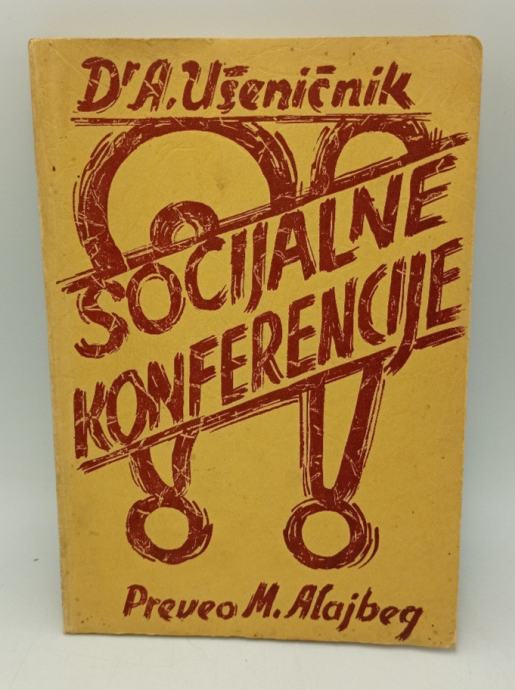 Dr A. Ušeničnik
SOCIJALNE
KONFERENCIJE
Preveo M. Alajbeg